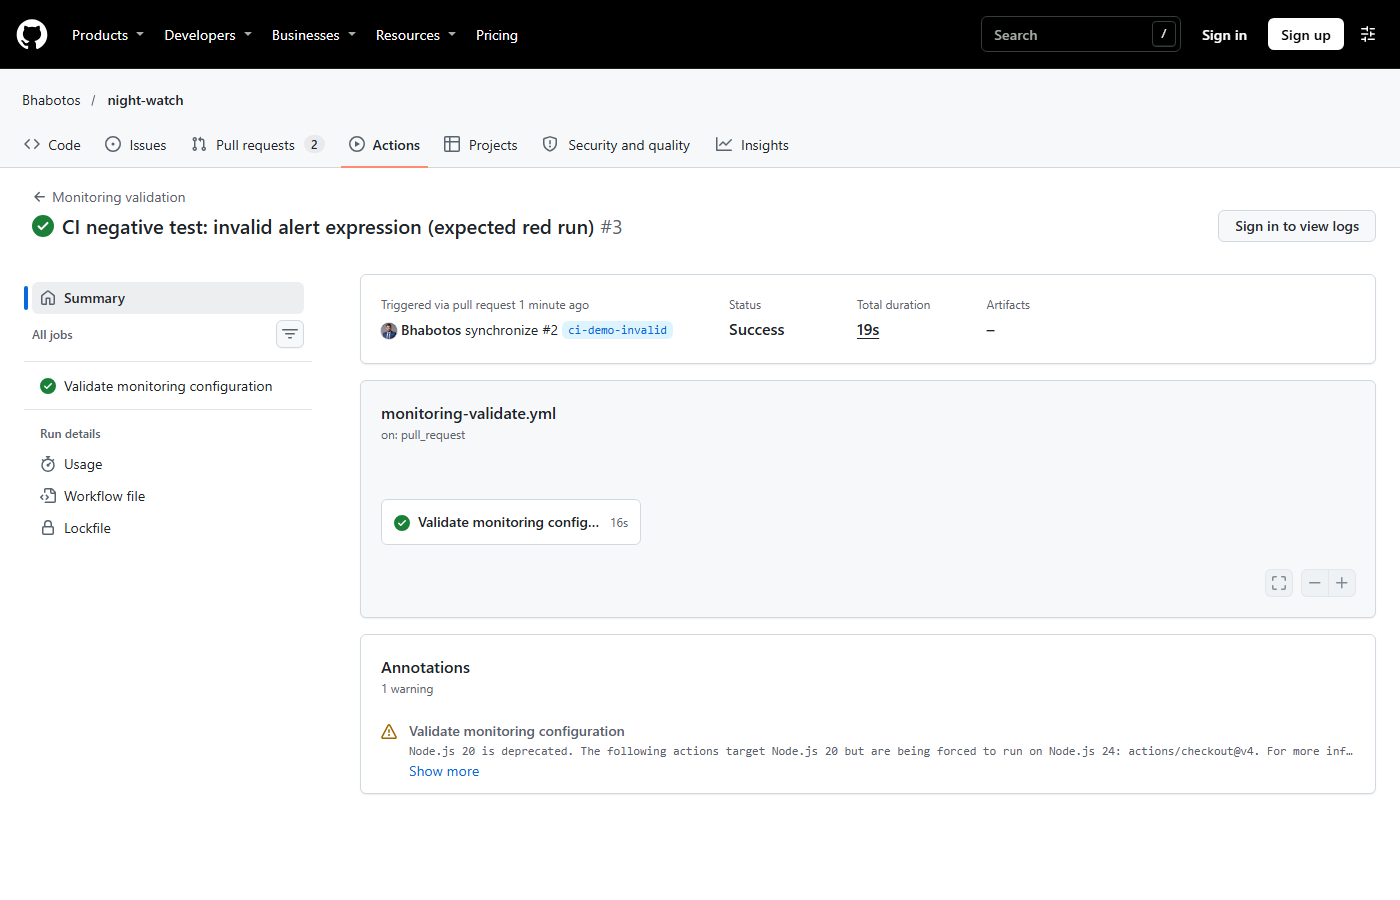 Products Developers Businesses Resources Pricing Search / Sign in Sign up
Bhabotos / night-watch
Code Issues Pull requests 2 Actions Projects Security and quality Insights
Monitoring validation
CI negative test: invalid alert expression (expected red run) #3
Sign in to view logs
Summary
All jobs
Validate monitoring configuration
Run details
Usage
Workflow file
Lockfile
Triggered via pull request 1 minute ago
Bhabotos synchronize #2 ci-demo-invalid
Status
Success
Total duration
19s
Artifacts
–
monitoring-validate.yml
on: pull_request
Validate monitoring config... 16s
Annotations
1 warning
Validate monitoring configuration
Node.js 20 is deprecated. The following actions target Node.js 20 but are being forced to run on Node.js 24: actions/checkout@v4. For more inf…
Show more